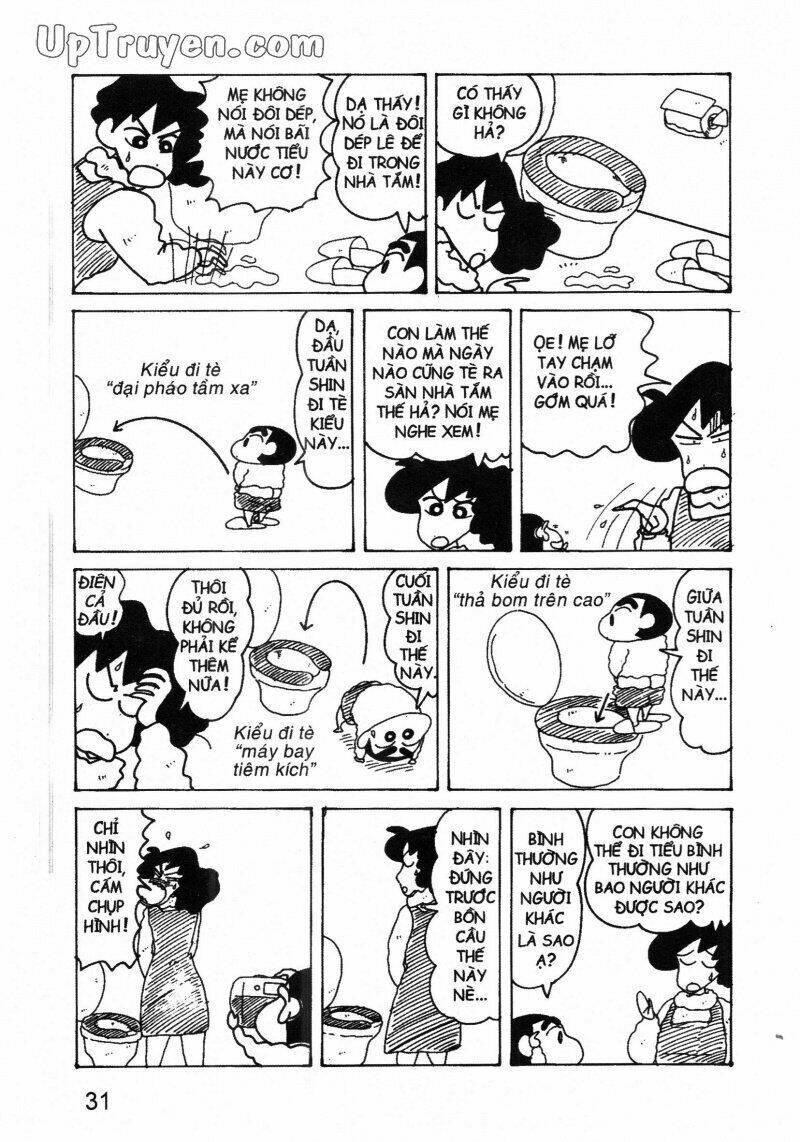 UpTruyen.com
CÓ THẤY
GÌ KHÔNG
HẢ?
DẠ THẤY!
NÓ LÀ ĐÔI
DÉP LÊ ĐỂ
ĐI TRONG
NHÀ TẮM!
MẸ KHÔNG
NÓI ĐÔI DÉP,
MÀ NÓI BÃI
NƯỚC TIỂU
NÀY CƠ!
ỌE! MẸ LỠ
TAY CHẠM
VÀO RỒI...
GỚM QUÁ!
CON LÀM THẾ
NÀO MÀ NGÀY
NÀO CŨNG TÈ RA
SÀN NHÀ TẮM
THẾ HẢ? NÓI MẸ
NGHE XEM!
DẠ,
ĐẦU
TUẦN
SHIN
ĐI TÈ
KIỂU
NÀY...
Kiểu đi tè
“đại pháo tầm xa”
GIỮA
TUẦN
SHIN
ĐI
THẾ
NÀY...
Kiểu đi tè
“thả bom trên cao”
CUỐI
TUẦN
SHIN
ĐI
THẾ
NÀY.
Kiểu đi tè
“máy bay
tiêm kích”
THÔI
ĐỦ RỒI,
KHÔNG
PHẢI KỂ
THÊM
NỮA!
ĐIÊN
CẢ
ĐẦU!
CON KHÔNG
THỂ ĐI TIỂU BÌNH
THƯỜNG NHƯ
BAO NGƯỜI KHÁC
ĐƯỢC SAO?
BÌNH
THƯỜNG
NHƯ
NGƯỜI
KHÁC
LÀ SAO
Ạ?
NHÌN
ĐÂY:
ĐỨNG
TRƯỚC
BỒN
CẦU
THẾ
NÀY
NÈ...
CHỈ
NHÌN
THÔI,
CẤM
CHỤP
HÌNH!
31